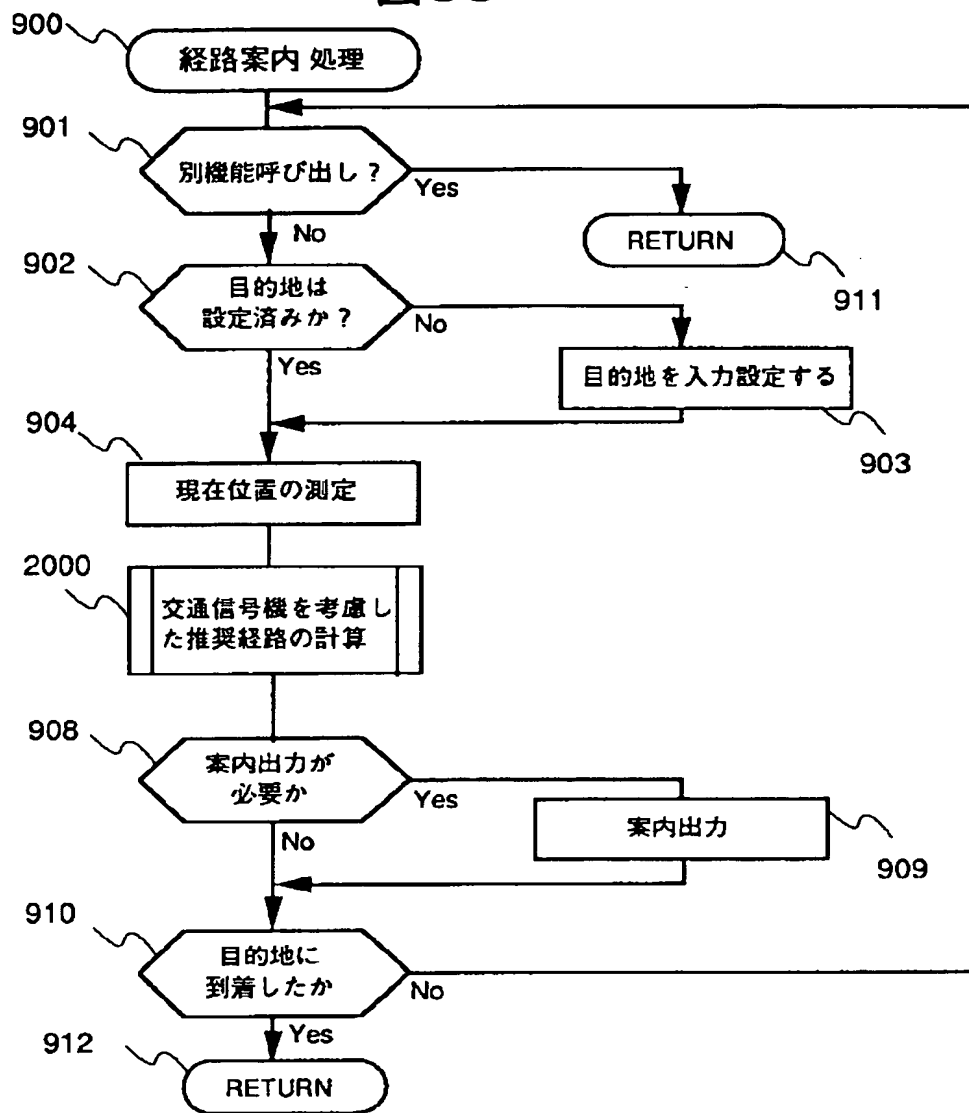 900
経路案内 処理
901
別機能呼び出し？
Yes
No
RETURN
911
902
目的地は
設定済みか？
No
Yes
目的地を入力設定する
903
904
現在位置の測定
2000
交通信号機を考慮し
た推奨経路の計算
908
案内出力が
必要か
Yes
No
案内出力
909
910
目的地に
到着したか
No
Yes
912
RETURN